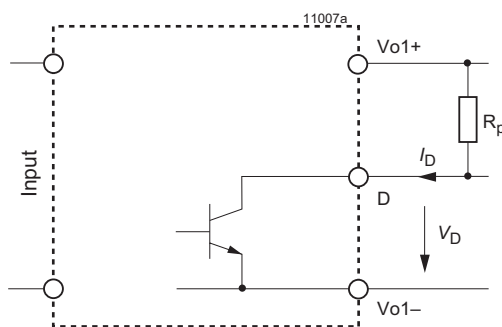 11007a
Vo1+
Input
Rp
ID
D
VD
Vo1–